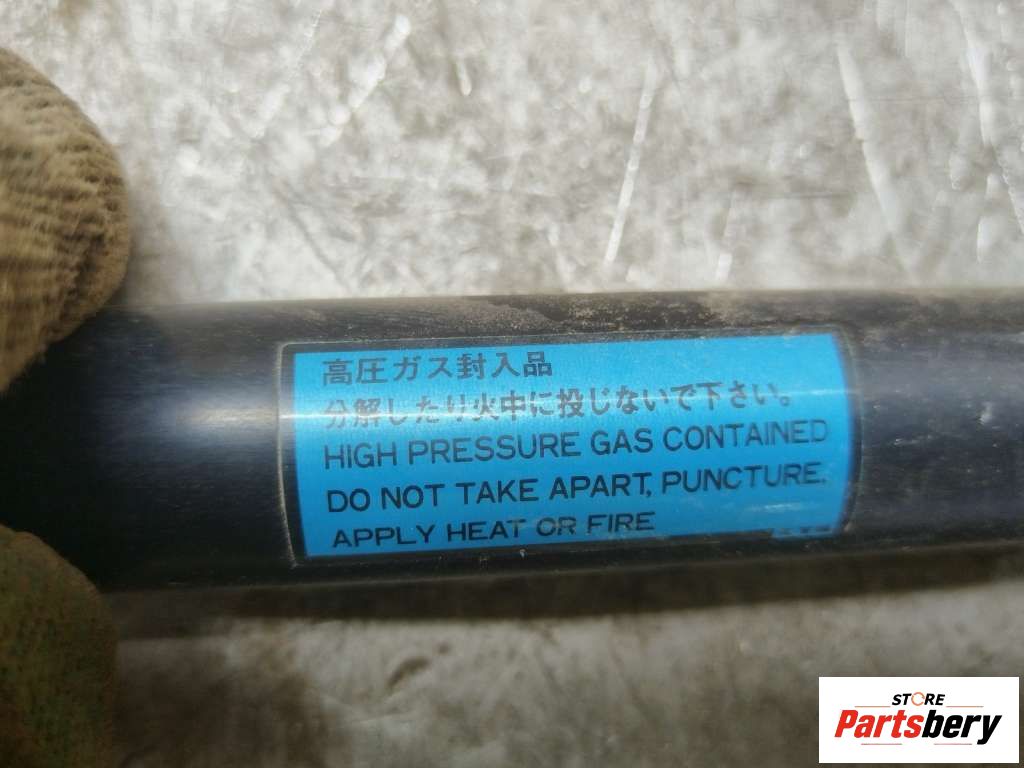 高圧ガス封入品
分解したり火中に投じないで下さい。
HIGH PRESSURE GAS CONTAINED
DO NOT TAKE APART, PUNCTURE,
APPLY HEAT OR FIRE
STORE
Partsbery